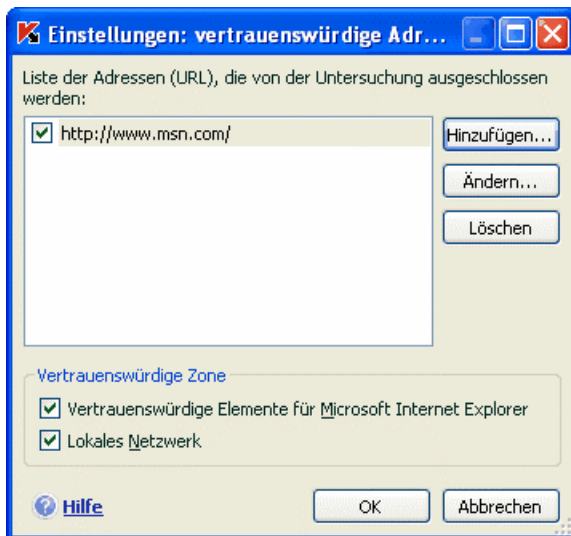 Einstellungen: vertrauenswürdige Adr...
Liste der Adressen (URL), die von der Untersuchung ausgeschlossen
werden:
http://www.msn.com/
Hinzufügen...
Ändern...
Löschen
Vertrauenswürdige Zone
Vertrauenswürdige Elemente für Microsoft Internet Explorer
Lokales Netzwerk
Hilfe
OK
Abbrechen